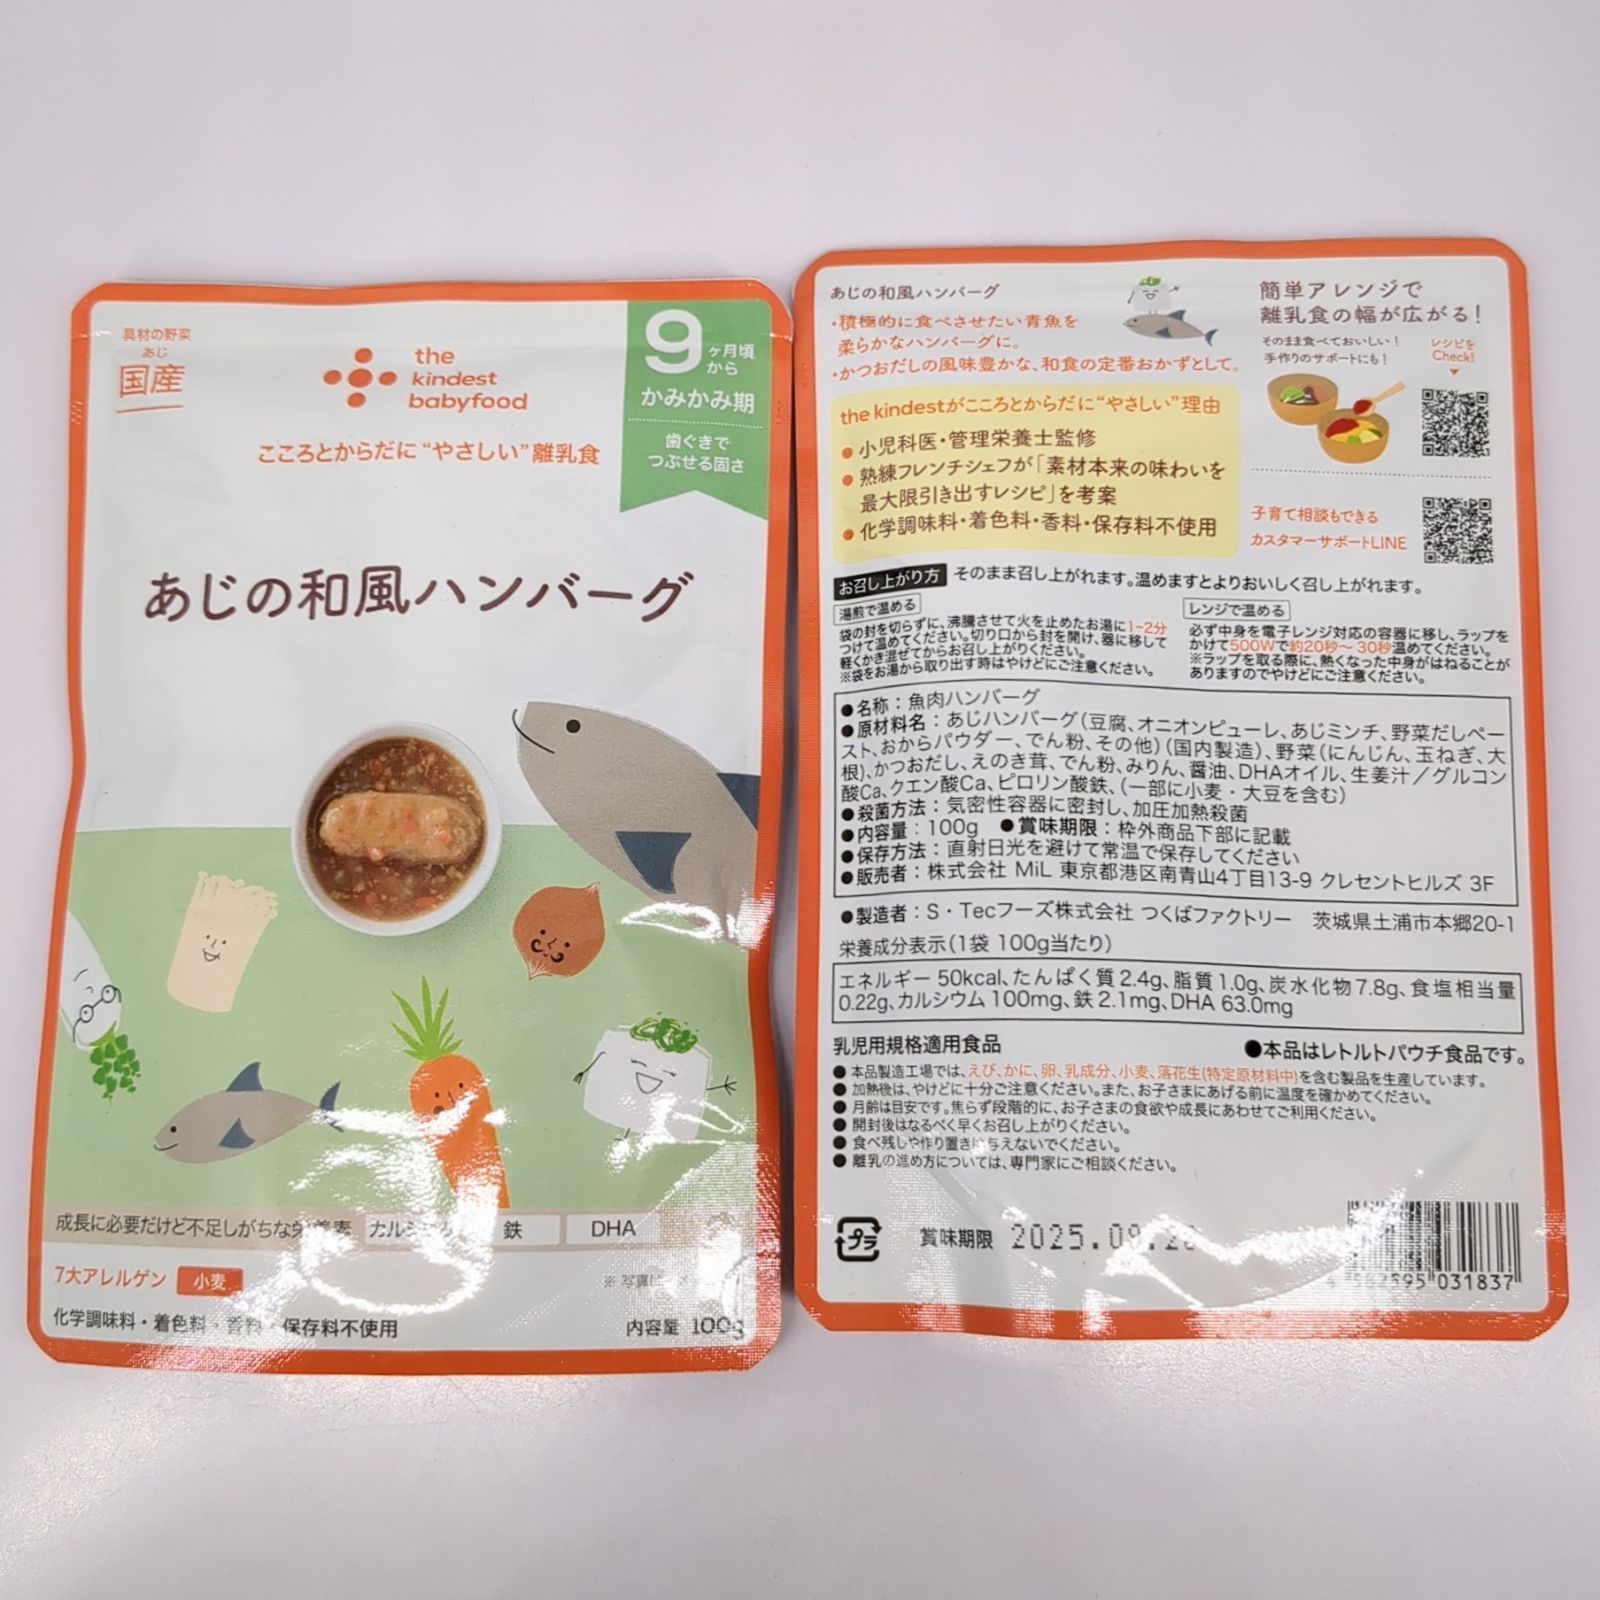 具材の野菜
あじ
国産
the
kindest
babyfood
9
ヶ月頃
から
かみかみ期
歯ぐきで
つぶせる固さ
こころとからだに“やさしい”離乳食
あじの和風ハンバーグ
成長に必要だけど不足しがちな栄養素 カルシウム 鉄 DHA
7大アレルゲン 小麦
※写真は
化学調味料・着色料・香料・保存料不使用
内容量 100g
あじの和風ハンバーグ
・積極的に食べさせたい青魚を
柔らかなハンバーグに。
・かつおだしの風味豊かな、和食の定番おかずとして。
簡単アレンジで
離乳食の幅が広がる!
そのまま食べておいしい!
手作りのサポートにも!
レシピを
Check!
the kindestがこころとからだに“やさしい”理由
● 小児科医・管理栄養士監修
● 熟練フレンチシェフが「素材本来の味わいを
最大限引き出すレシピ」を考案
● 化学調味料・着色料・香料・保存料不使用
子育て相談もできる
カスタマーサポートLINE
お召し上がり方 そのまま召し上がれます。温めますとよりおいしく召し上がれます。
湯煎で温める
袋の封を切らずに、沸騰させて火を止めたお湯に1~2分
つけて温めてください。切り口から封を開け、器に移して
軽くかき混ぜてからお召し上がりください。
※袋をお湯から取り出す時はやけどにご注意ください。
レンジで温める
必ず中身を電子レンジ対応の容器に移し、ラップを
かけて500Wで約20秒~30秒温めてください。
※ラップを取る際に、熱くなった中身がはねることが
ありますのでやけどにご注意ください。
●名称:魚肉ハンバーグ
●原材料名:あじハンバーグ(豆腐、オニオンピューレ、あじミンチ、野菜だしペー
スト、おからパウダー、でん粉、その他)(国内製造)、野菜(にんじん、玉ねぎ、大
根)、かつおだし、えのき茸、でん粉、みりん、醤油、DHAオイル、生姜汁/グルコン
酸Ca、クエン酸Ca、ピロリン酸鉄、(一部に小麦・大豆を含む)
●殺菌方法:気密性容器に密封し、加圧加熱殺菌
●内容量:100g ●賞味期限:枠外商品下部に記載
●保存方法:直射日光を避けて常温で保存してください
●販売者:株式会社 MiL 東京都港区南青山4丁目13-9 クレセントヒルズ 3F
●製造者:S・Tecフーズ株式会社 つくばファクトリー 茨城県土浦市本郷20-1
栄養成分表示(1袋 100g当たり)
エネルギー 50kcal、たんぱく質 2.4g、脂質 1.0g、炭水化物 7.8g、食塩相当量
0.22g、カルシウム 100mg、鉄 2.1mg、DHA 63.0mg
乳児用規格適用食品
●本品はレトルトパウチ食品です。
● 本品製造工場では、えび、かに、卵、乳成分、小麦、落花生(特定原材料中)を含む製品を生産しています。
● 加熱後は、やけどに十分ご注意ください。また、お子さまにあげる前に温度を確かめてください。
● 月齢は目安です。焦らず段階的に、お子さまの食欲や成長にあわせてご利用ください。
● 開封後はなるべく早くお召し上がりください。
● 食べ残しや作り置きは与えないでください。
● 離乳の進め方については、専門家にご相談ください。
プラ
賞味期限 2025.09.
4 582595 031837